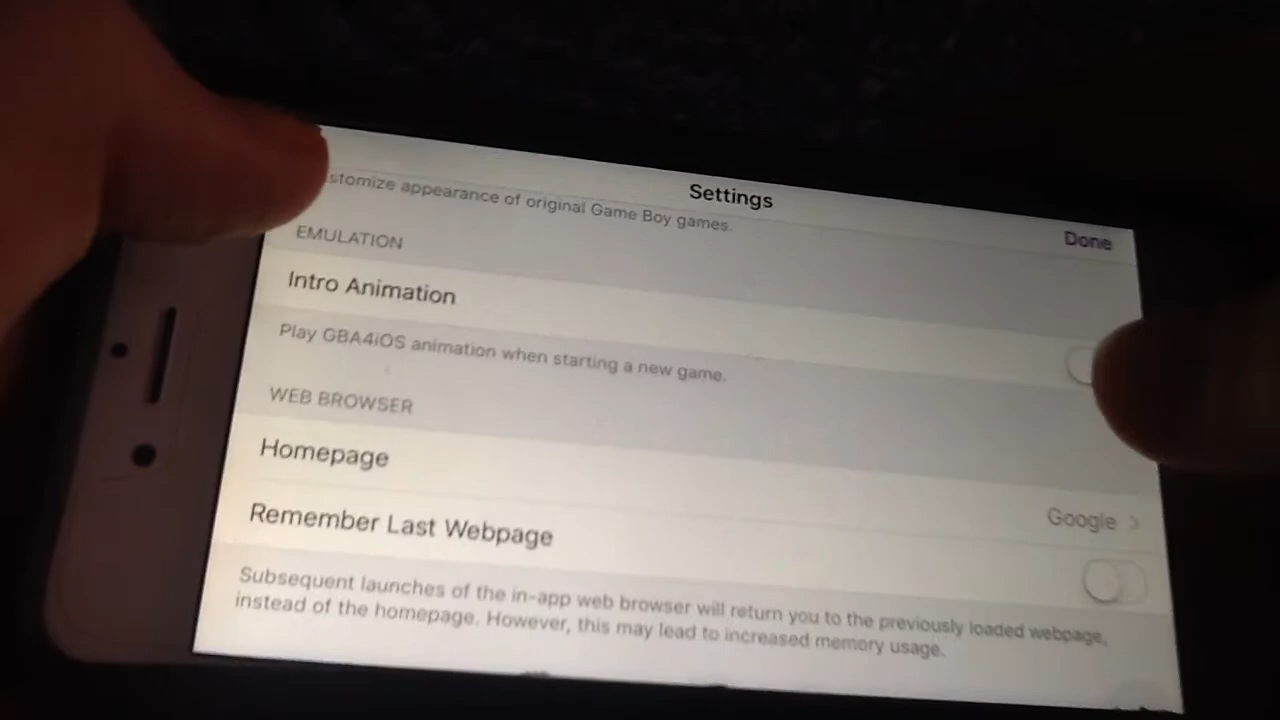 Settings
Done
stomize appearance of original Game Boy games.
EMULATION
Intro Animation
Play GBA4iOS animation when starting a new game.
WEB BROWSER
Homepage
Google
Remember Last Webpage
Subsequent launches of the in-app web browser will return you to the previously loaded webpage,
instead of the homepage. However, this may lead to increased memory usage.